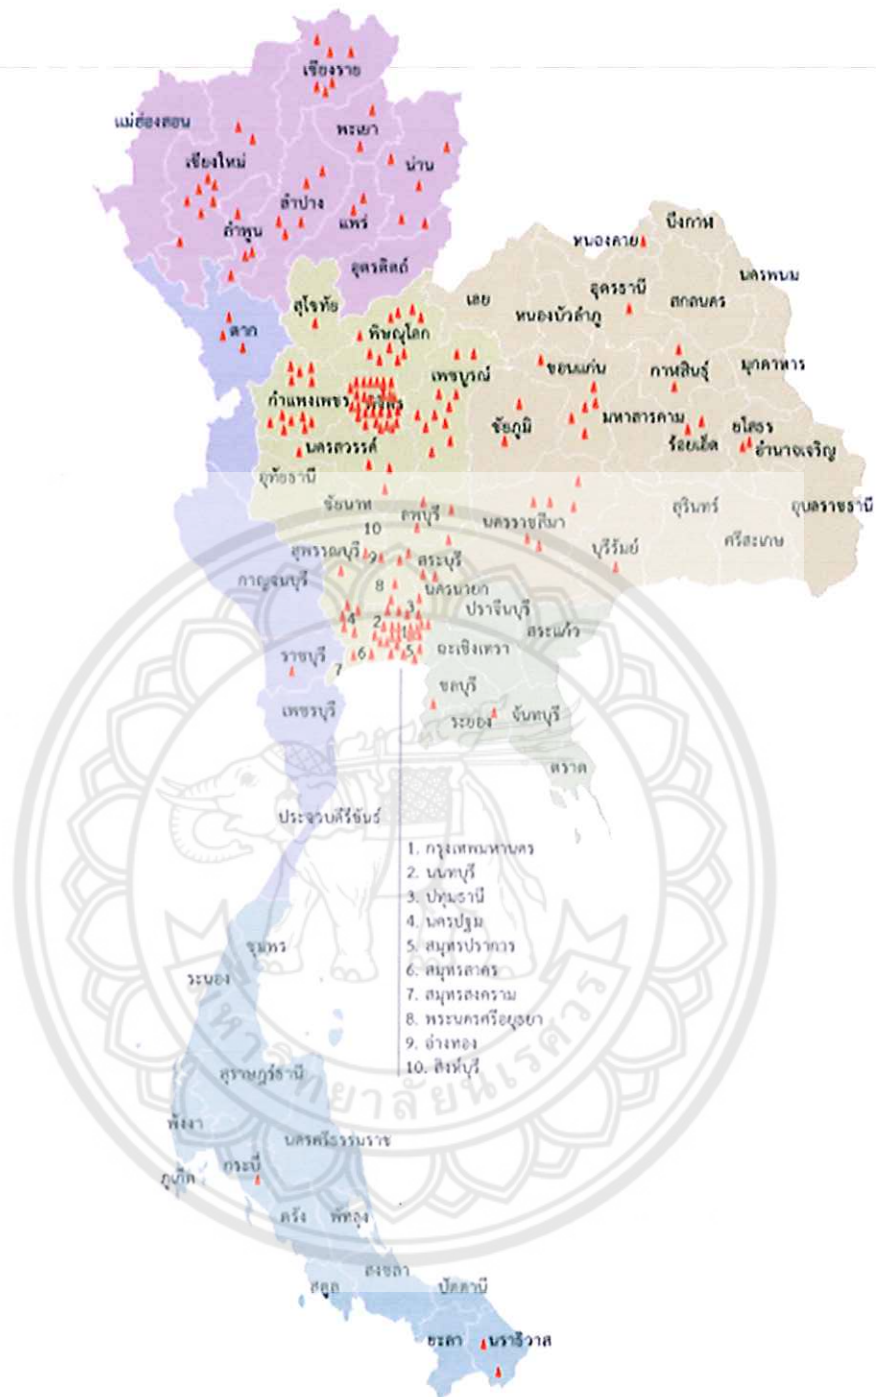 เชียงราย
แม่ฮ่องสอน
พะเยา
เชียงใหม่
น่าน
ลำปาง
แพร่
ลำพูน
อุตรดิตถ์
บึงกาฬ
หนองคาย
นครพนม
เลย
อุดรธานี
สกลนคร
หนองบัวลำภู
สุโขทัย
ตาก
พิษณุโลก
เพชรบูรณ์
ขอนแก่น
กาฬสินธุ์
มุกดาหาร
กำแพงเพชร
พิจิตร
ชัยภูมิ
มหาสารคาม
ร้อยเอ็ด
ยโสธร
อำนาจเจริญ
นครสวรรค์
อุทัยธานี
ชัยนาท
ลพบุรี
นครราชสีมา
สุรินทร์
อุบลราชธานี
10
สุพรรณบุรี
9
สระบุรี
บุรีรัมย์
ศรีสะเกษ
กาญจนบุรี
8
นครนายก
3
ปราจีนบุรี
4
2
1
สระแก้ว
ราชบุรี
6
5
ฉะเชิงเทรา
7
ชลบุรี
เพชรบุรี
ระยอง
จันทบุรี
ตราด
ประจวบคีรีขันธ์
1. กรุงเทพมหานคร
2. นนทบุรี
3. ปทุมธานี
4. นครปฐม
5. สมุทรปราการ
6. สมุทรสาคร
7. สมุทรสงคราม
8. พระนครศรีอยุธยา
9. อ่างทอง
10. สิงห์บุรี
ชุมพร
ระนอง
สุราษฎร์ธานี
พังงา
นครศรีธรรมราช
กระบี่
ภูเก็ต
ตรัง
พัทลุง
สงขลา
สตูล
ปัตตานี
ยะลา
นราธิวาส
มหาวิทยาลัยนเรศวร